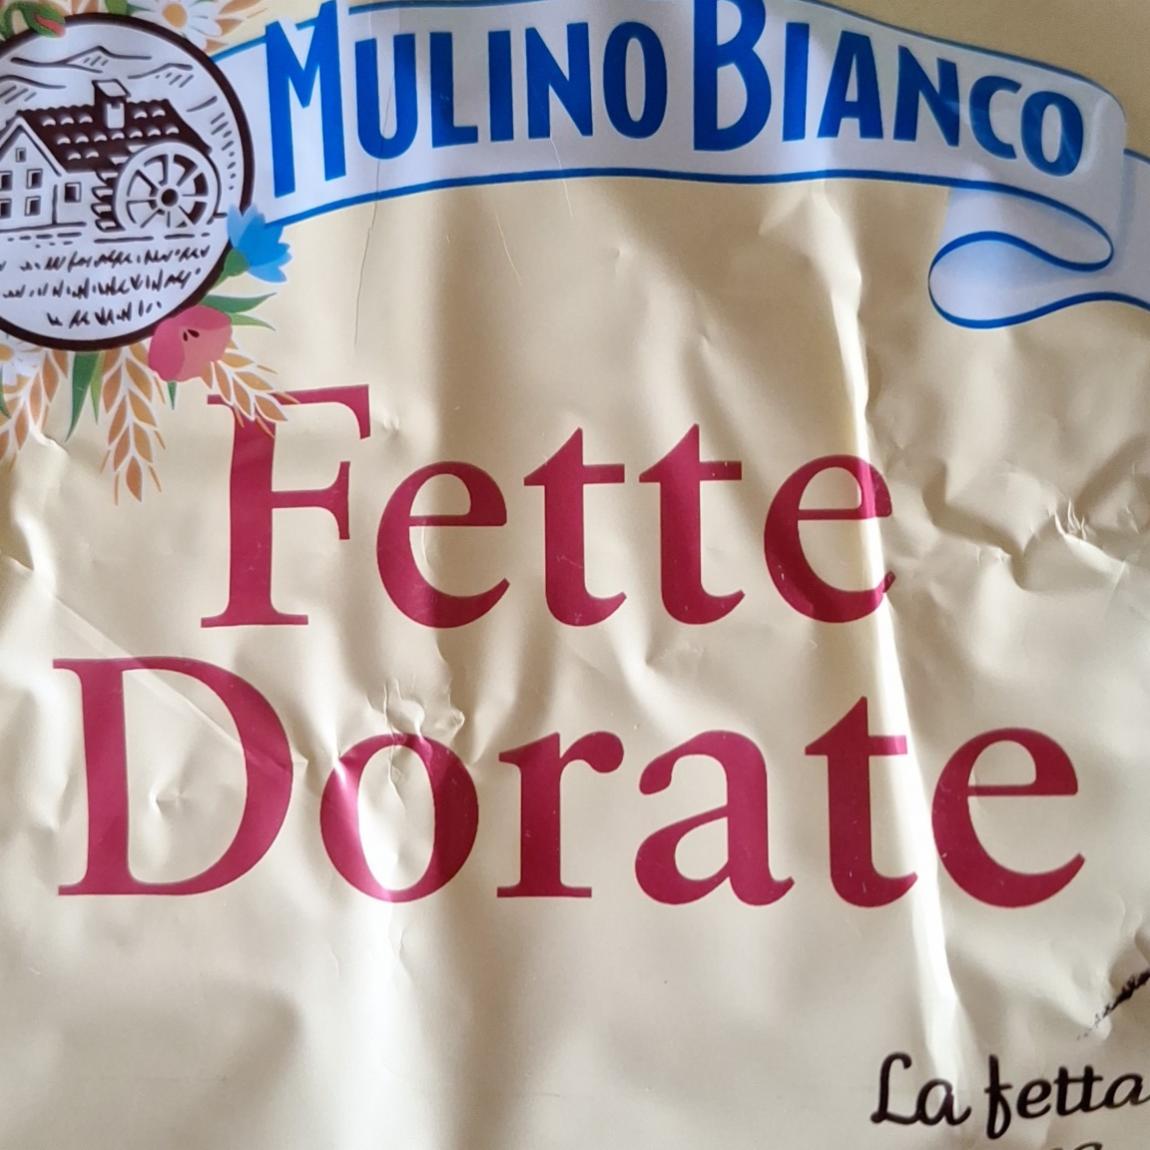 MULINO BIANCO
Fette
Dorate
La fetta